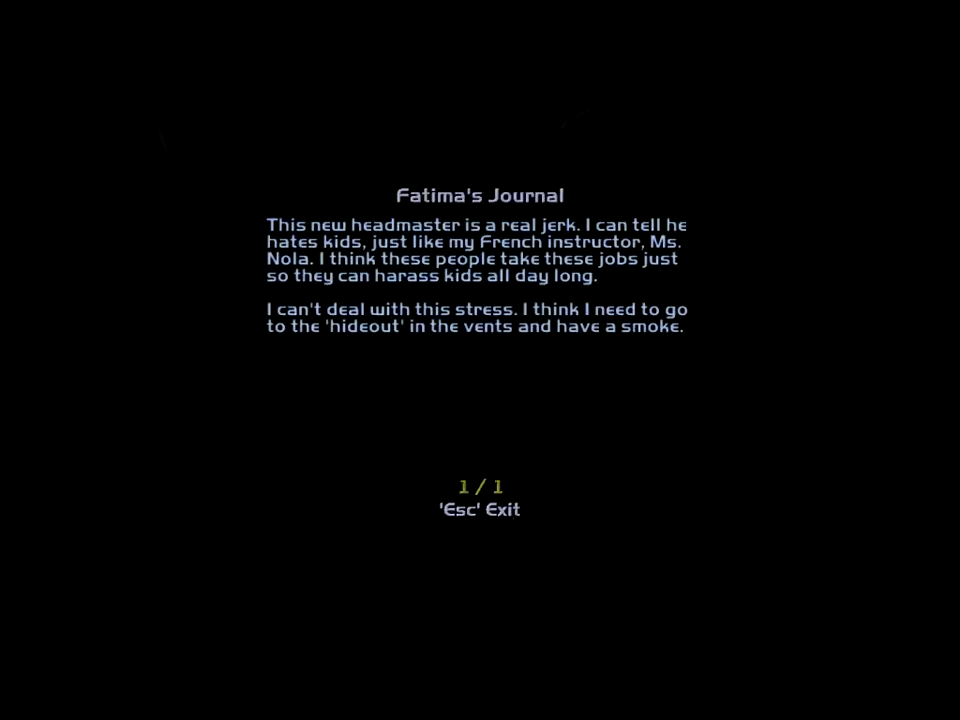 Fatima's Journal
This new headmaster is a real jerk. I can tell he
hates kids, just like my French instructor, Ms.
Nola. I think these people take these jobs just
so they can harass kids all day long.
I can't deal with this stress. I think I need to go
to the 'hideout' in the vents and have a smoke.
1 / 1
'Esc' Exit